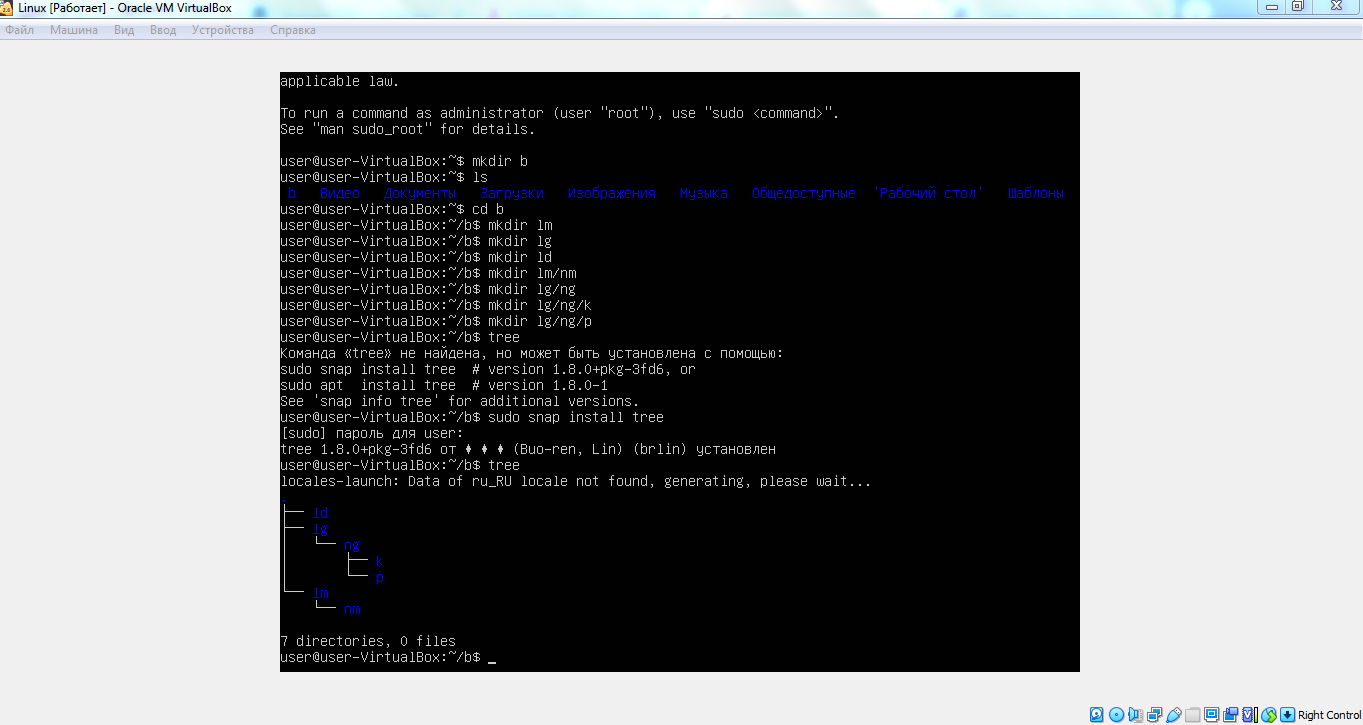 Linux [Работает] - Oracle VM VirtualBox
Файл Машина Вид Ввод Устройства Справка
applicable law.
To run a command as administrator (user "root"), use "sudo <command>".
See "man sudo_root" for details.
user@user-VirtualBox:~$ mkdir b
user@user-VirtualBox:~$ ls
b Видео Документы Загрузки Изображения Музыка Общедоступные 'Рабочий стол' Шаблоны
user@user-VirtualBox:~$ cd b
user@user-VirtualBox:~/b$ mkdir lm
user@user-VirtualBox:~/b$ mkdir lg
user@user-VirtualBox:~/b$ mkdir ld
user@user-VirtualBox:~/b$ mkdir lm/nm
user@user-VirtualBox:~/b$ mkdir lg/ng
user@user-VirtualBox:~/b$ mkdir lg/ng/k
user@user-VirtualBox:~/b$ mkdir lg/ng/p
user@user-VirtualBox:~/b$ tree
Команда «tree» не найдена, но может быть установлена с помощью:
sudo snap install tree # version 1.8.0+pkg-3fd6, or
sudo apt  install tree # version 1.8.0-1
See 'snap info tree' for additional versions.
user@user-VirtualBox:~/b$ sudo snap install tree
[sudo] пароль для user:
tree 1.8.0+pkg-3fd6 от ♦ ♦ ♦ (Buo-ren, Lin) (brlin) установлен
user@user-VirtualBox:~/b$ tree
locales-launch: Data of ru_RU locale not found, generating, please wait...
.
├── ld
├── lg
│   └── ng
│       ├── k
│       └── p
└── lm
    └── nm
7 directories, 0 files
user@user-VirtualBox:~/b$ _
Right Control